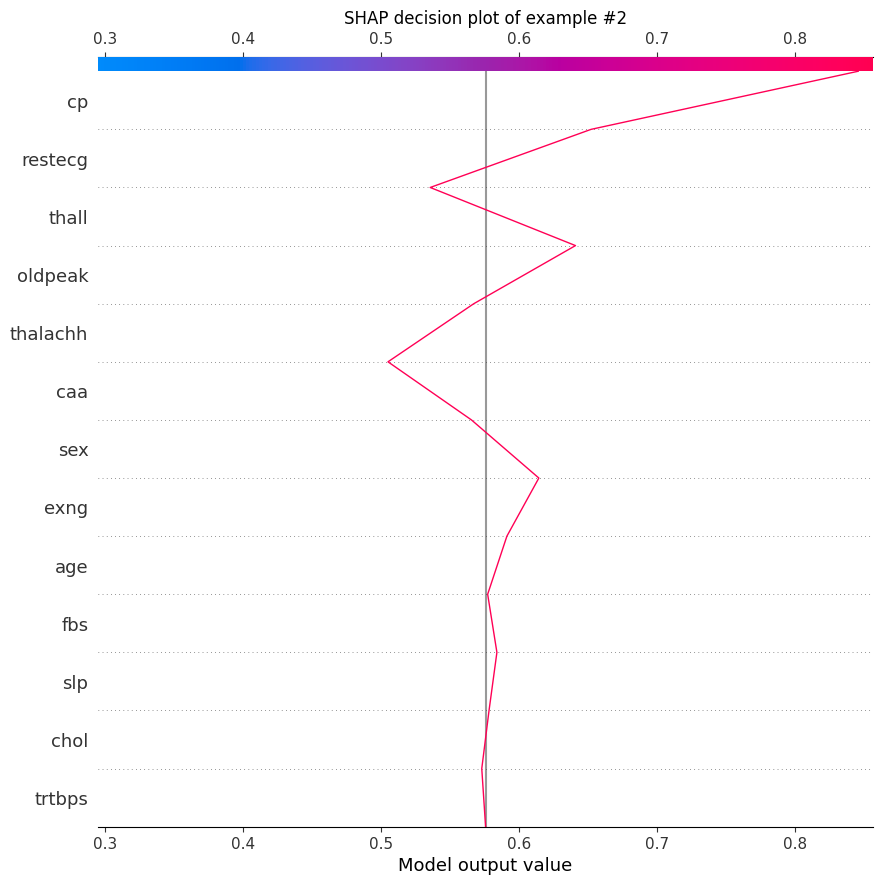 SHAP decision plot of example #2
0.3 0.4 0.5 0.6 0.7 0.8
cp
restecg
thall
oldpeak
thalachh
caa
sex
exng
age
fbs
slp
chol
trtbps
0.3 0.4 0.5 0.6 0.7 0.8
Model output value